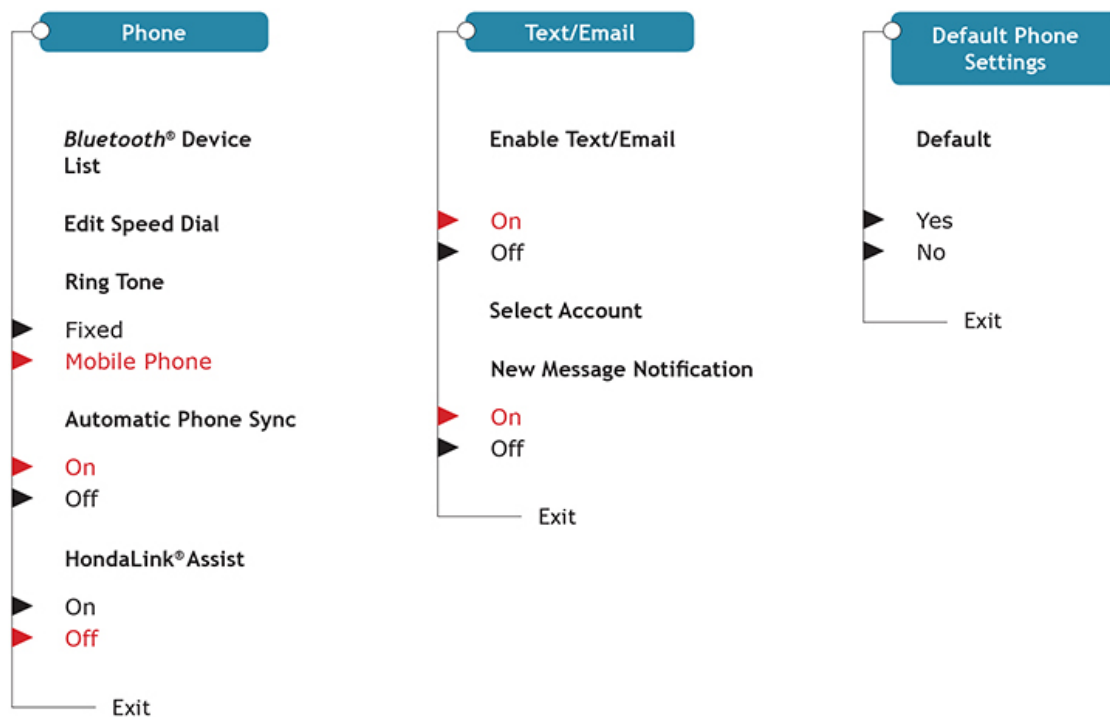 Phone
Bluetooth® Device
List
Edit Speed Dial
Ring Tone
Fixed
Mobile Phone
Automatic Phone Sync
On
Off
HondaLink® Assist
On
Off
Exit
Text/Email
Enable Text/Email
On
Off
Select Account
New Message Notification
On
Off
Exit
Default Phone
Settings
Default
Yes
No
Exit